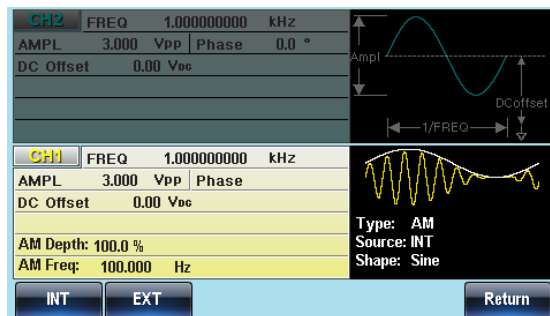 CH2 FREQ 1.000000000 kHz
AMPL 3.000 Vpp Phase 0.0 °
DC Offset 0.00 VDC
Ampl
DCoffset
1/FREQ
CH1 FREQ 1.000000000 kHz
AMPL 3.000 Vpp Phase
DC Offset 0.00 VDC
AM Depth: 100.0 %
AM Freq: 100.000 Hz
Type: AM
Source: INT
Shape: Sine
INT EXT Return